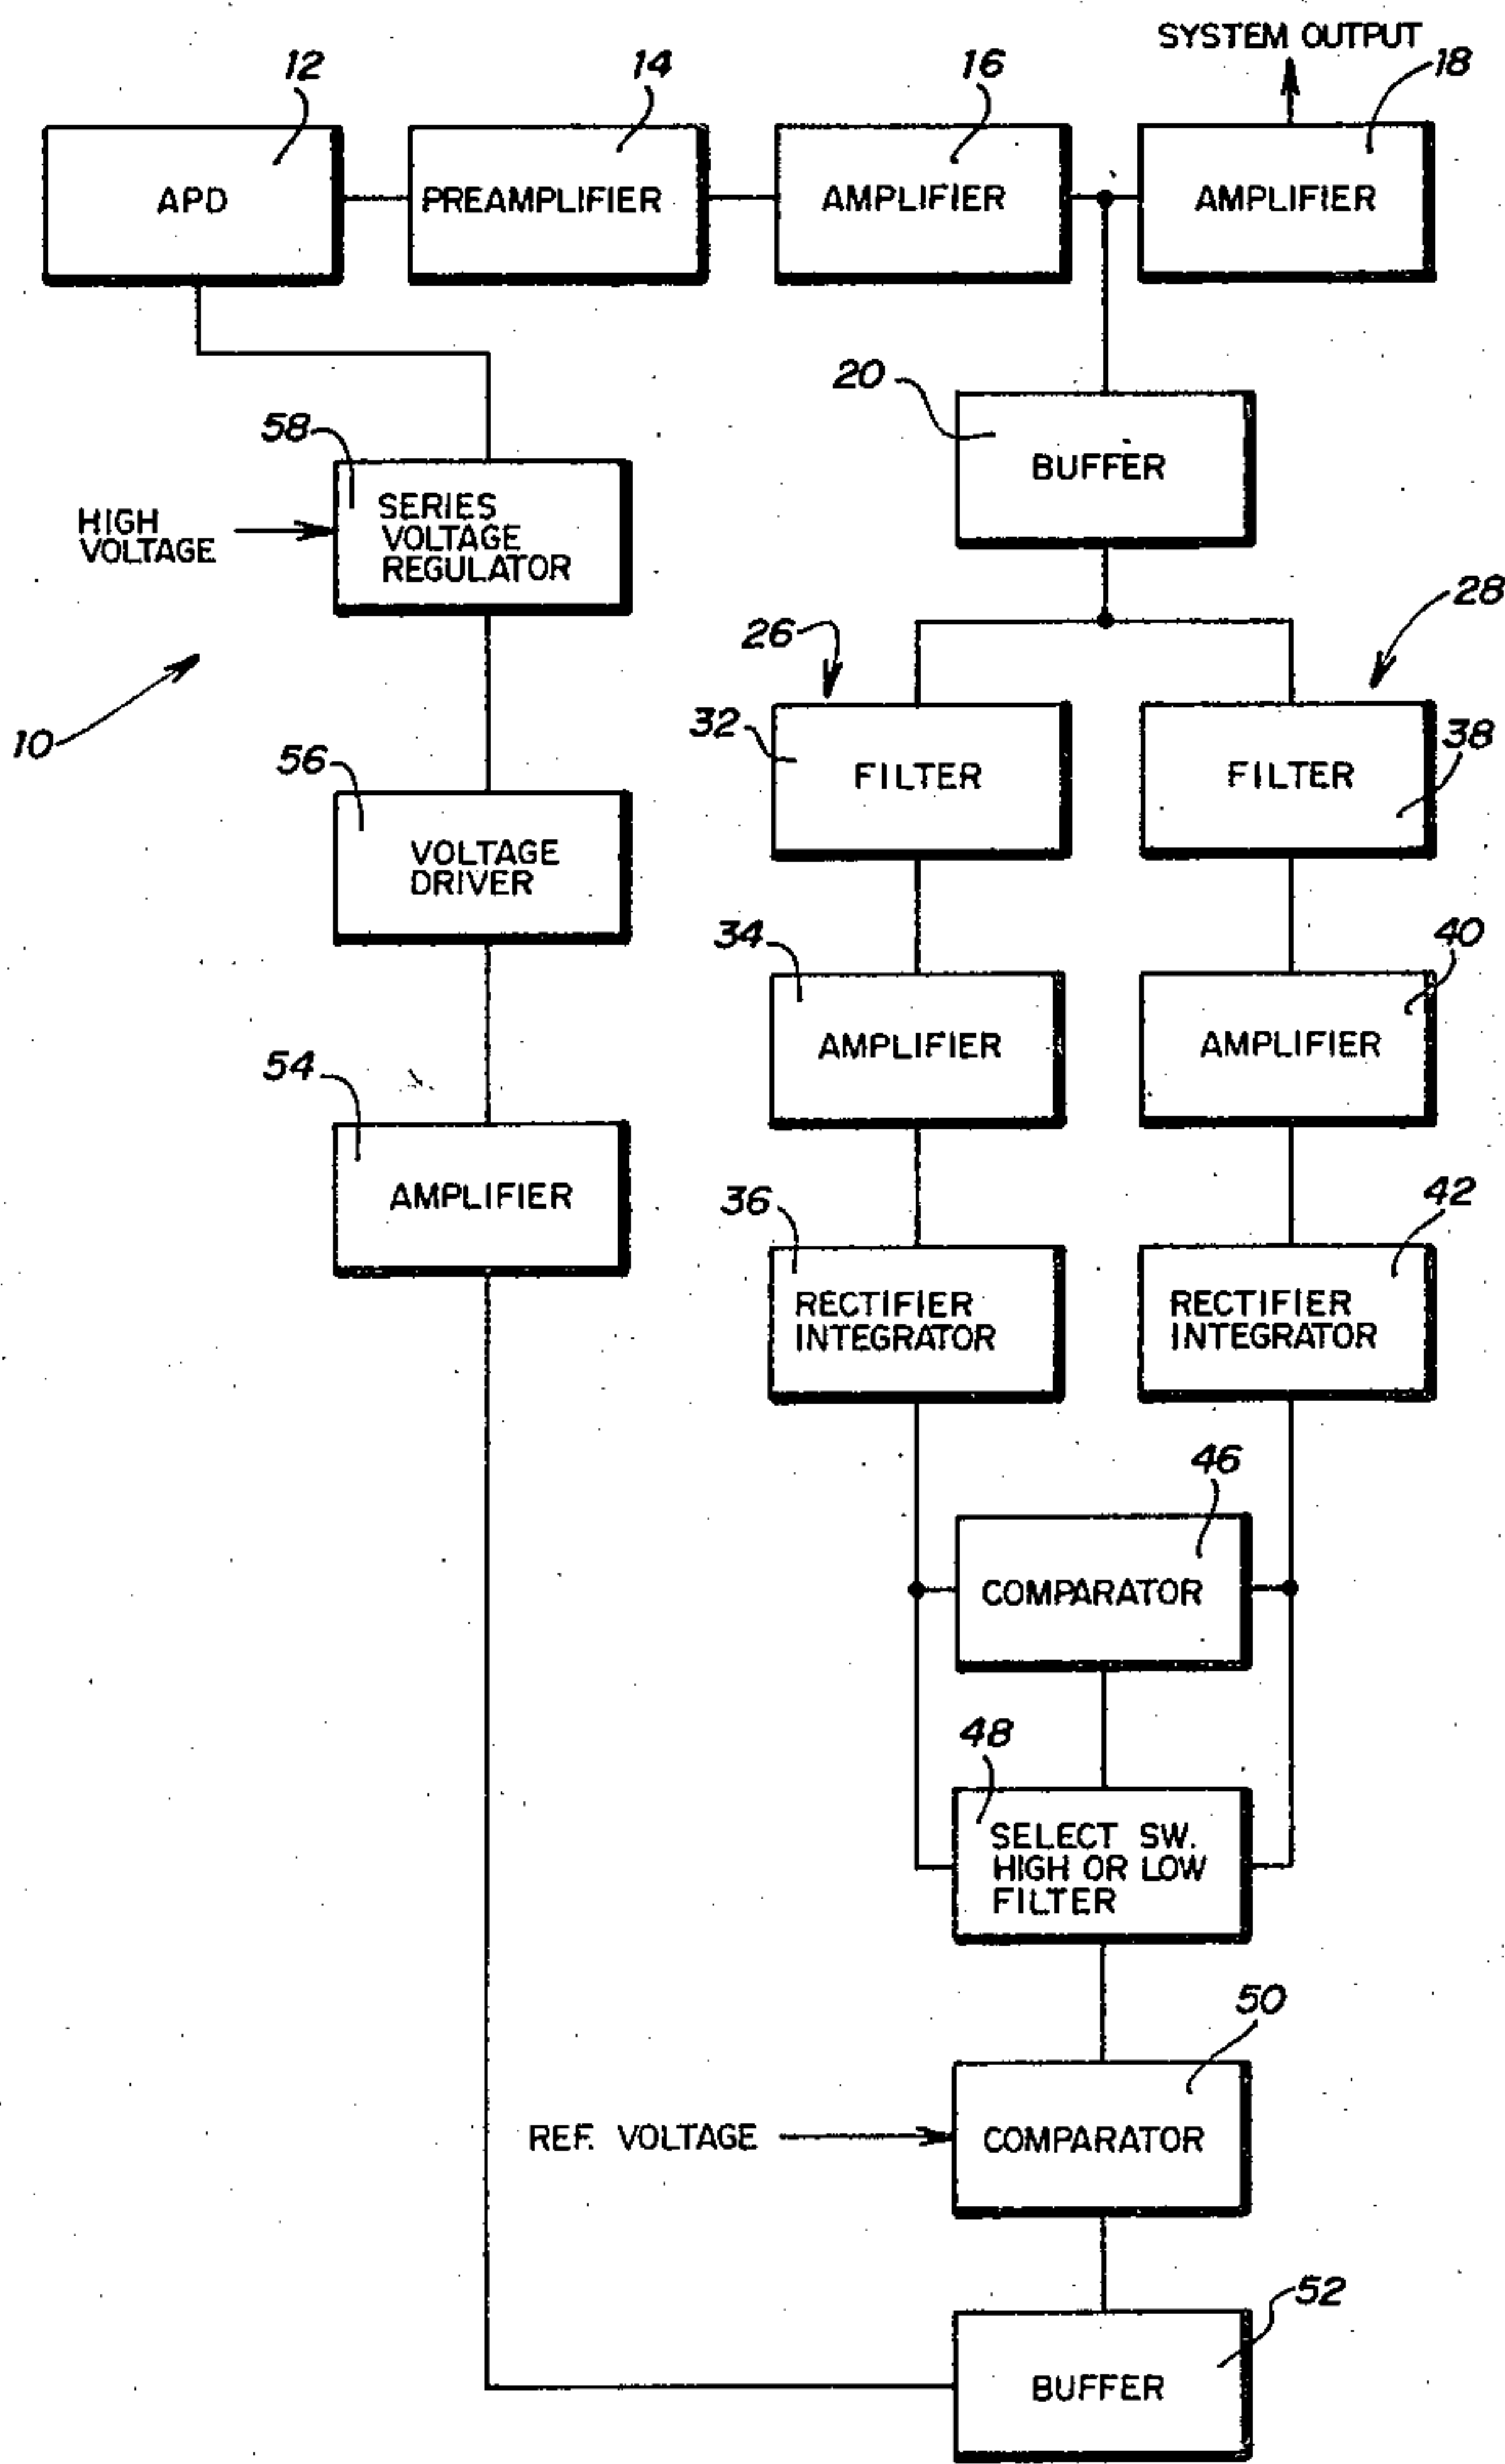 SYSTEM OUTPUT
12
14
16
18
APD
PREAMPLIFIER
AMPLIFIER
AMPLIFIER
20
BUFFER
58
HIGH
VOLTAGE
SERIES
VOLTAGE
REGULATOR
10
26
28
32
FILTER
38
FILTER
56
VOLTAGE
DRIVER
34
AMPLIFIER
40
AMPLIFIER
54
AMPLIFIER
36
RECTIFIER
INTEGRATOR
42
RECTIFIER
INTEGRATOR
46
COMPARATOR
48
SELECT SW.
HIGH OR LOW
FILTER
50
REF. VOLTAGE
COMPARATOR
52
BUFFER